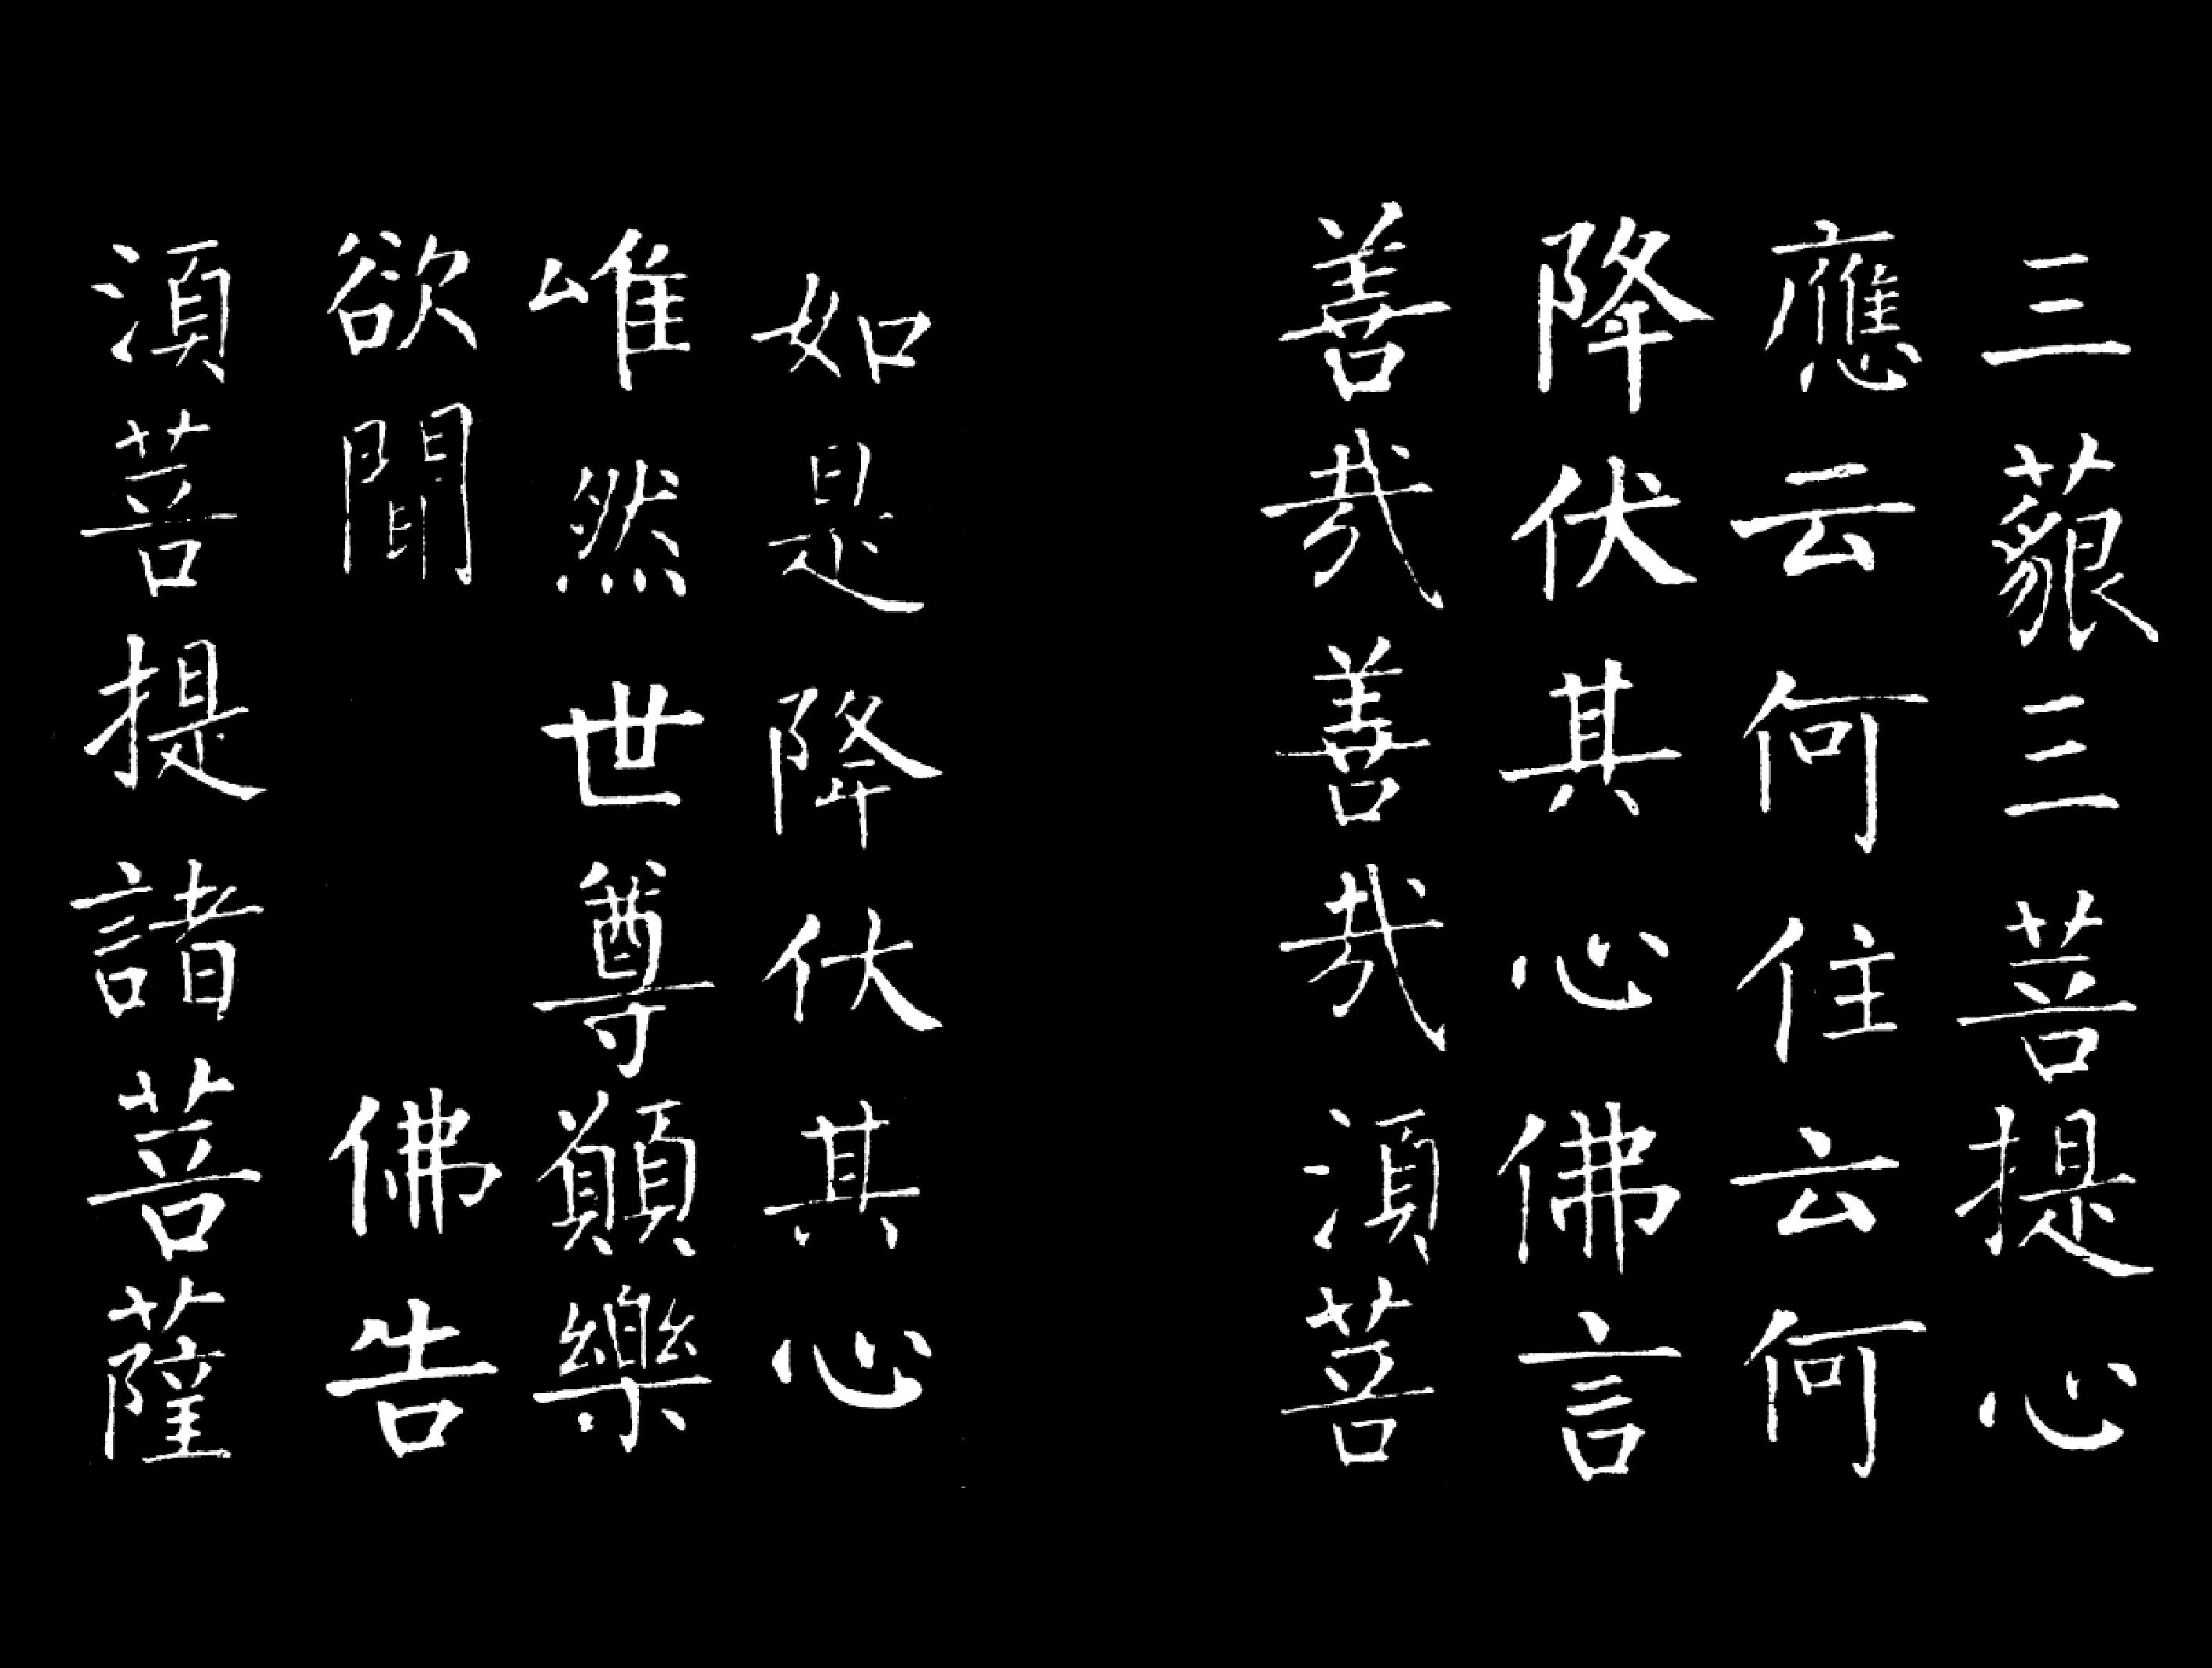 三藐三菩提心
應云何住云何
降伏其心佛言
善哉善哉須菩
如是降伏其心
唯然世尊願樂
欲聞 佛告
須菩提諸菩薩